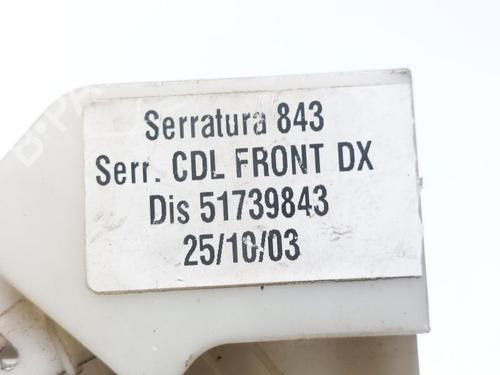 Serratura 843
Serr. CDL FRONT DX
Dis 51739843
25/10/03